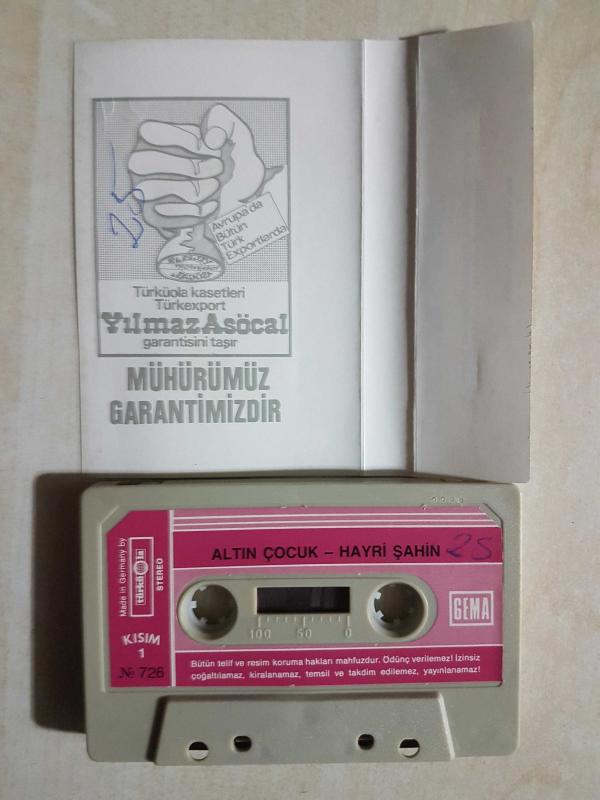 25
Avrupa'da
Bütün
Türk
Exportlarda
Türküola kasetleri
Türkexport
Yılmaz Asöcal
garantisini taşır
MÜHÜRÜMÜZ
GARANTİMİZDİR
Made in Germany by
türküola
STEREO
KISIM
1
№ 726
ALTIN ÇOCUK – HAYRİ ŞAHİN 25
GEMA
100 50 0
Bütün telif ve resim koruma hakları mahfuzdur. Ödünç verilemez! İzinsiz
çoğaltılamaz, kiralanamaz, temsil ve takdim edilemez, yayınlanamaz!